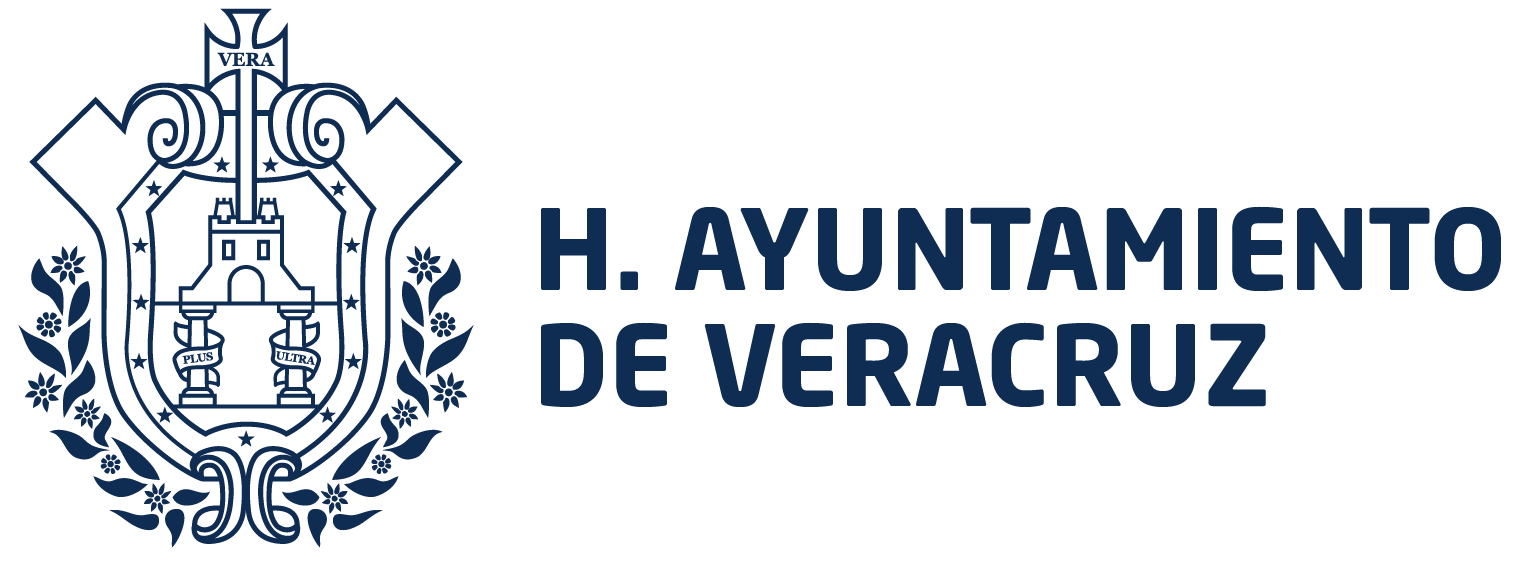 VERA
PLUS
ULTRA
H. AYUNTAMIENTO
DE VERACRUZ